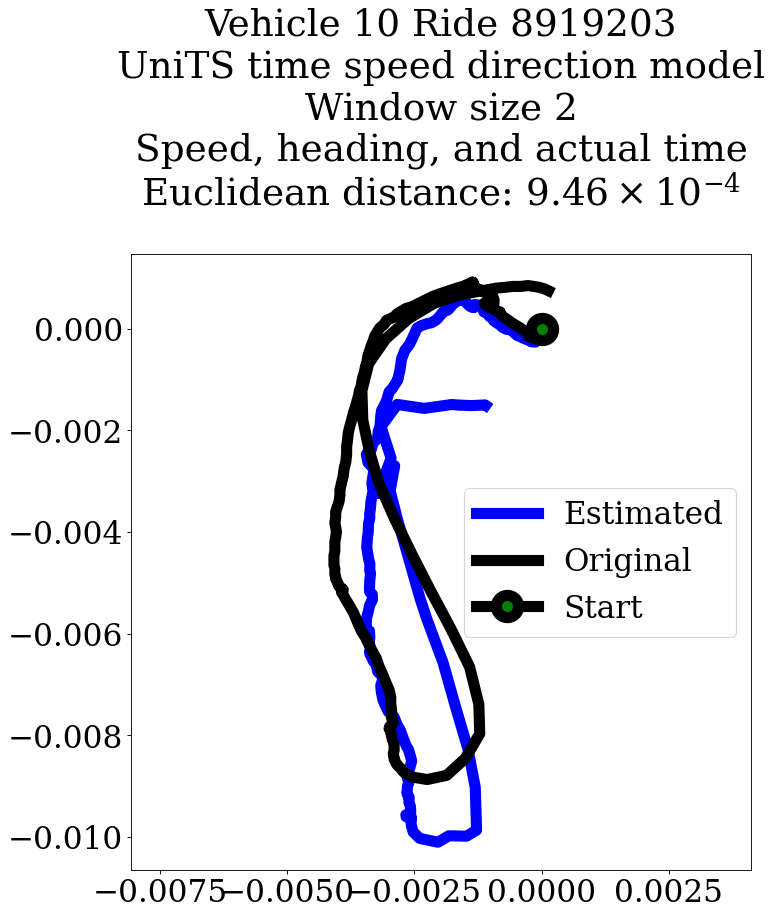 Vehicle 10 Ride 8919203
UniTS time speed direction model
Window size 2
Speed, heading, and actual time
Euclidean distance: 9.46 × 10⁻⁴
0.000
−0.002
−0.004
−0.006
−0.008
−0.010
Estimated
Original
Start
−0.0075 −0.0050 −0.0025 0.0000 0.0025